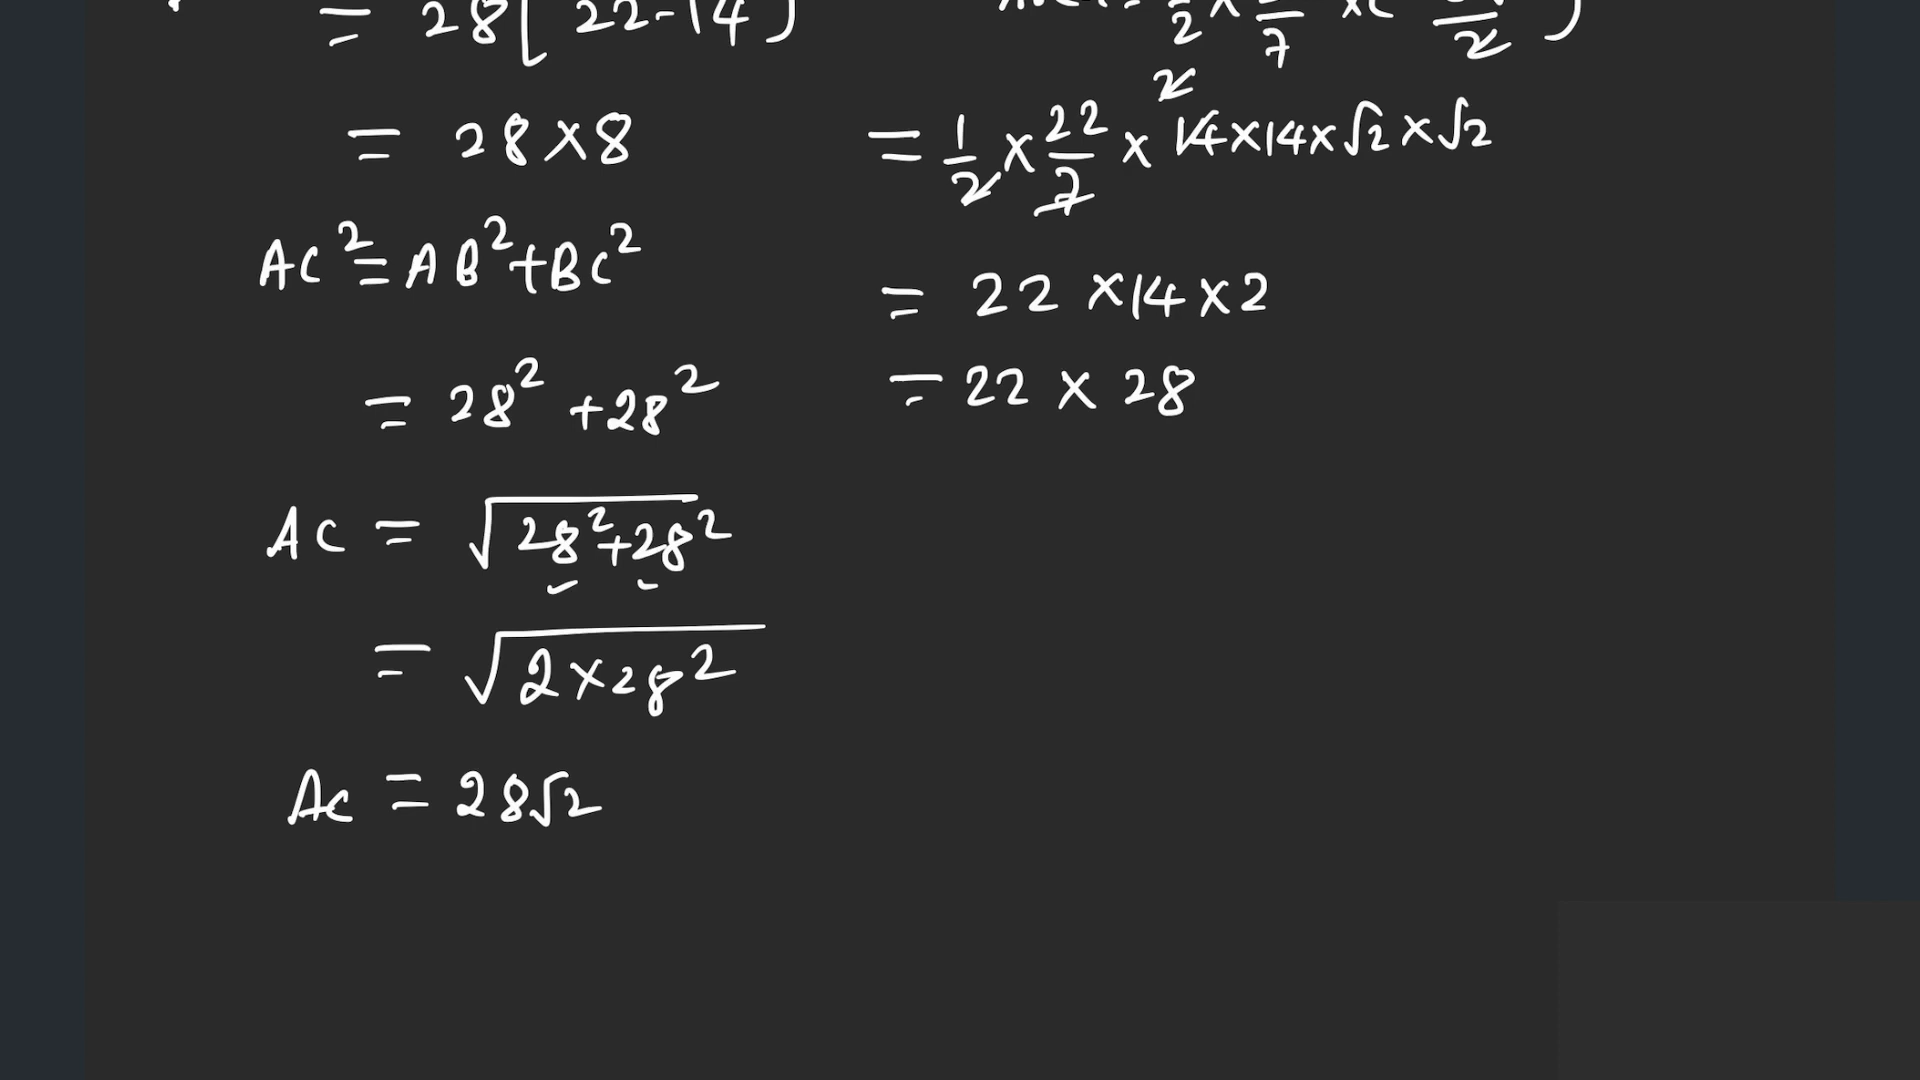 = 28[ 22-14]
= 28×8
AC²=AB²+BC²
= 28² +28²
AC = √28²+28²
= √2×28²
AC = 28√2
= 1/2 × 22/7 × 2 14×14×√2×√2
= 22 ×14×2
= 22 × 28